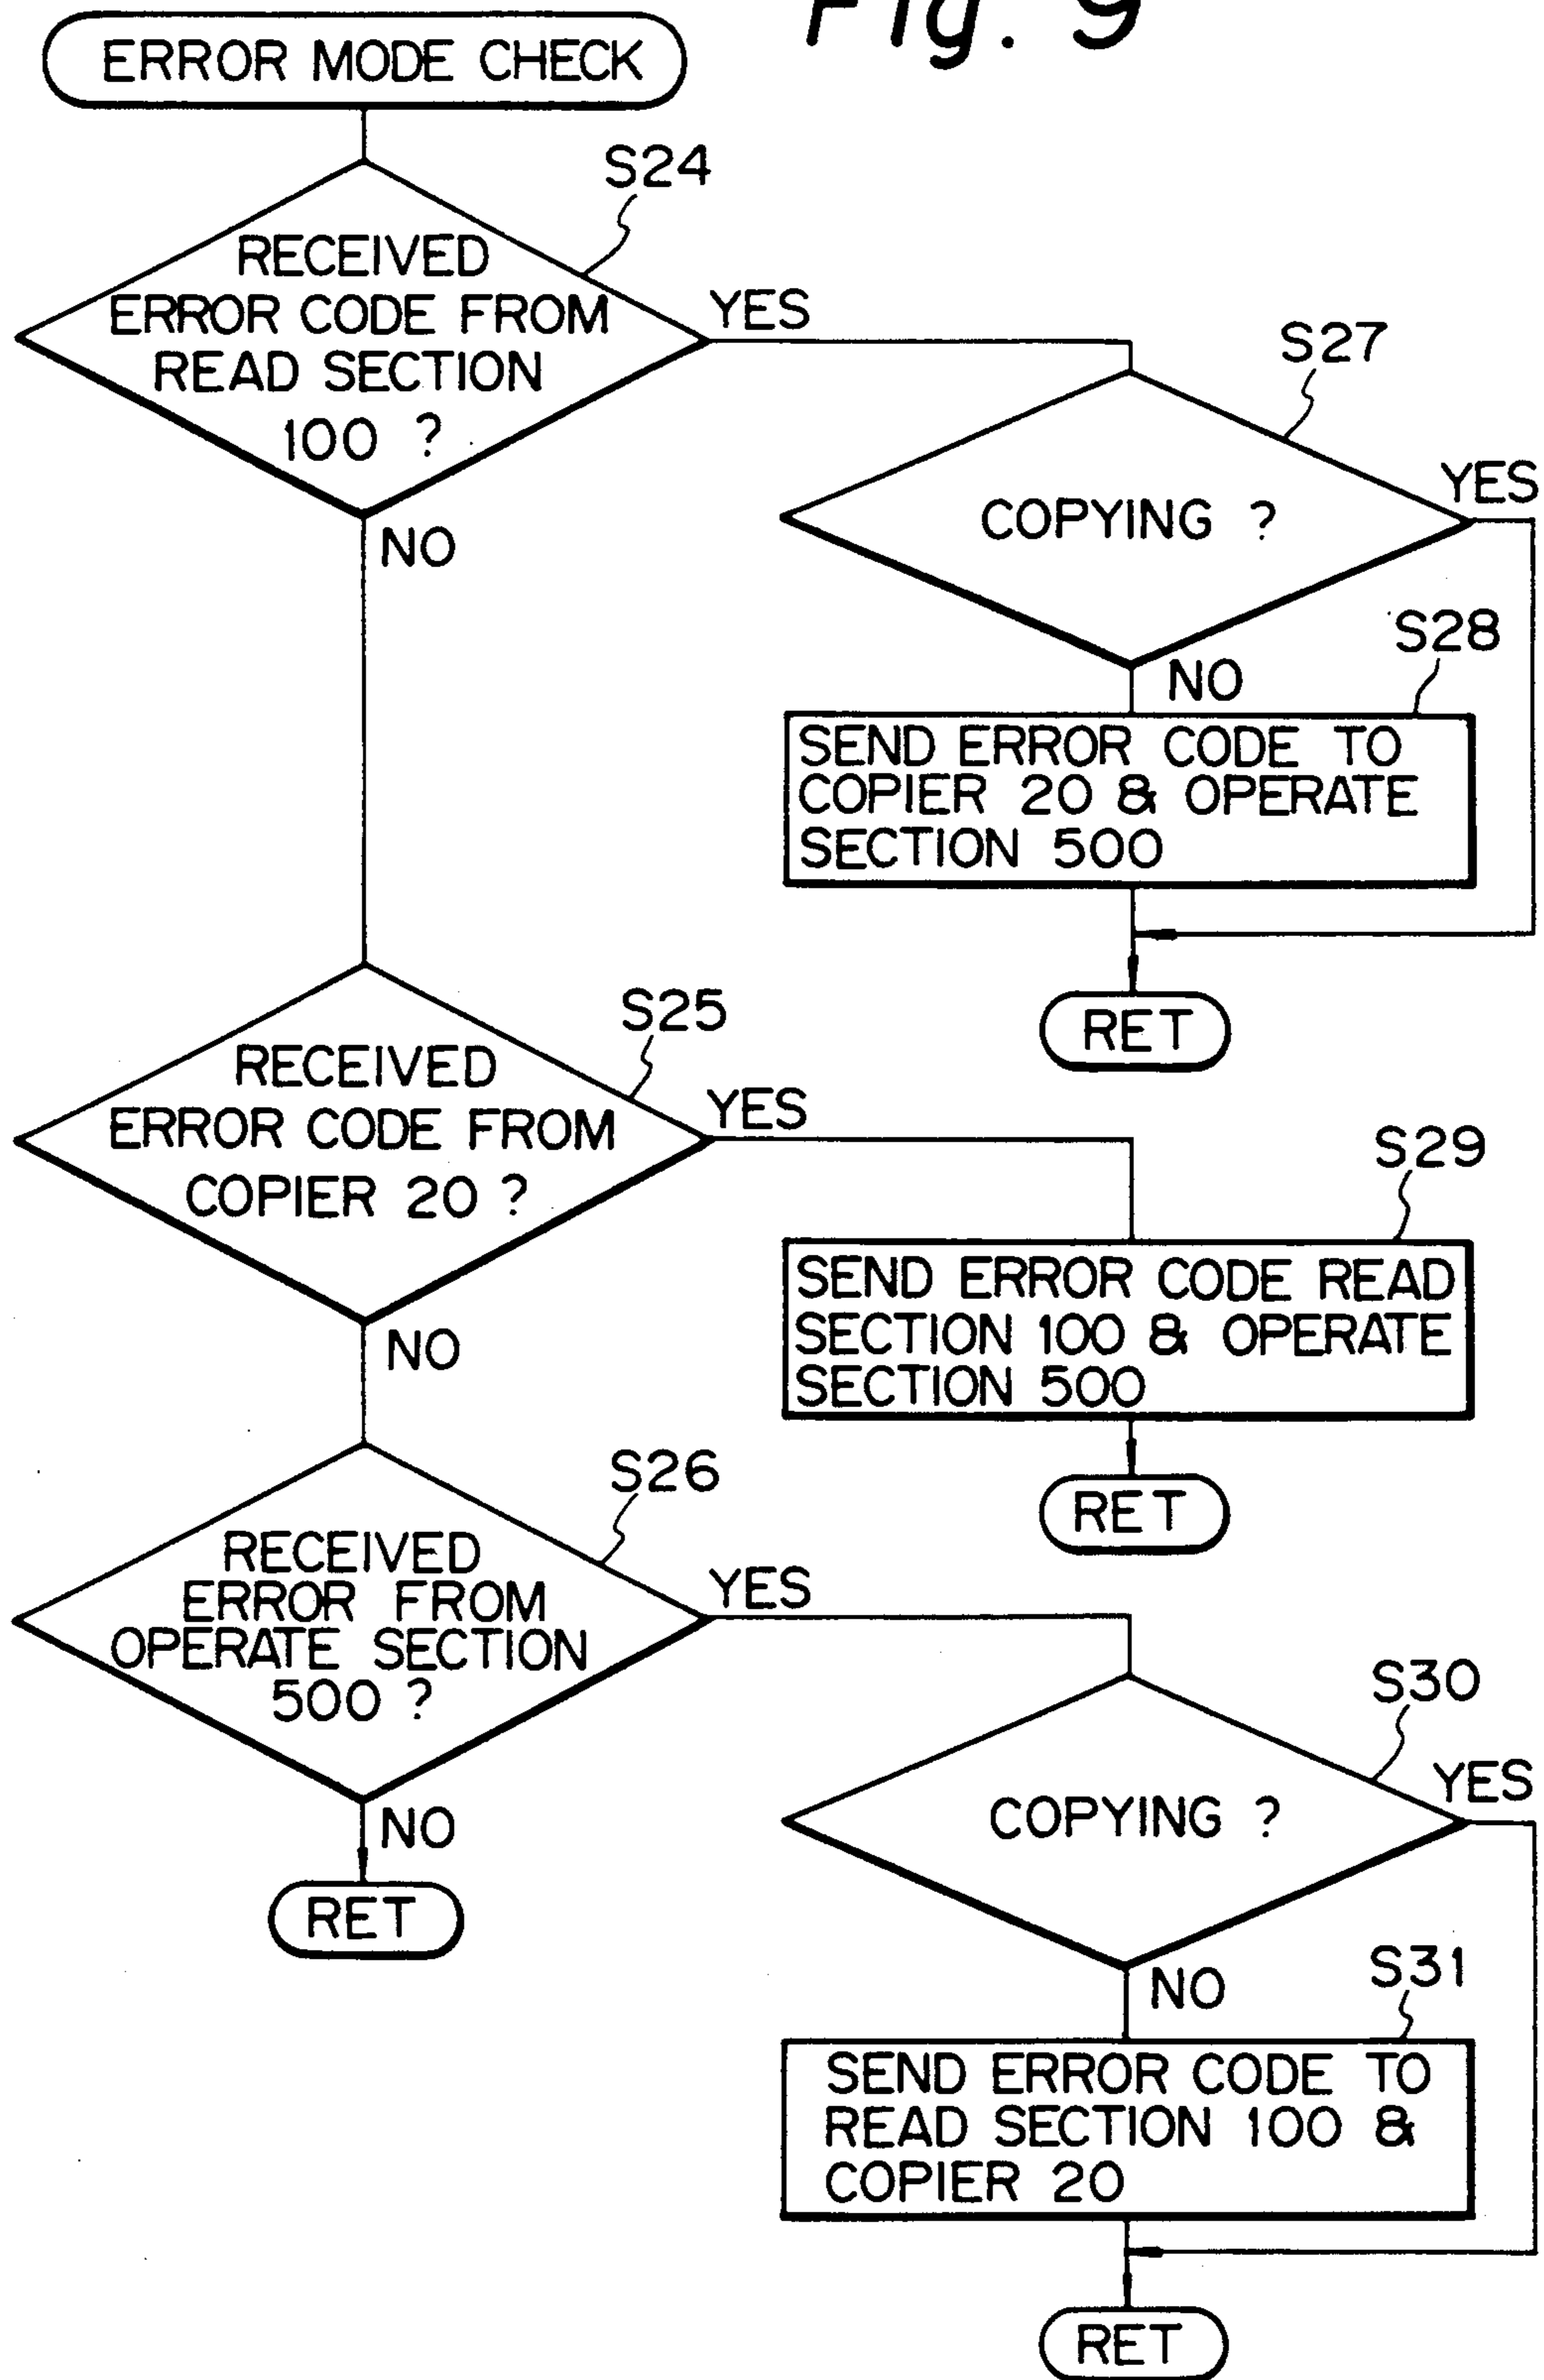 Fig. 9
ERROR MODE CHECK
S24
RECEIVED
ERROR CODE FROM
READ SECTION
100 ?
YES
NO
S27
COPYING ?
YES
NO
S28
SEND ERROR CODE TO
COPIER 20 & OPERATE
SECTION 500
RET
S25
RECEIVED
ERROR CODE FROM
COPIER 20 ?
YES
NO
S29
SEND ERROR CODE READ
SECTION 100 & OPERATE
SECTION 500
RET
S26
RECEIVED
ERROR FROM
OPERATE SECTION
500 ?
YES
NO
RET
S30
COPYING ?
YES
NO
S31
SEND ERROR CODE TO
READ SECTION 100 &
COPIER 20
RET